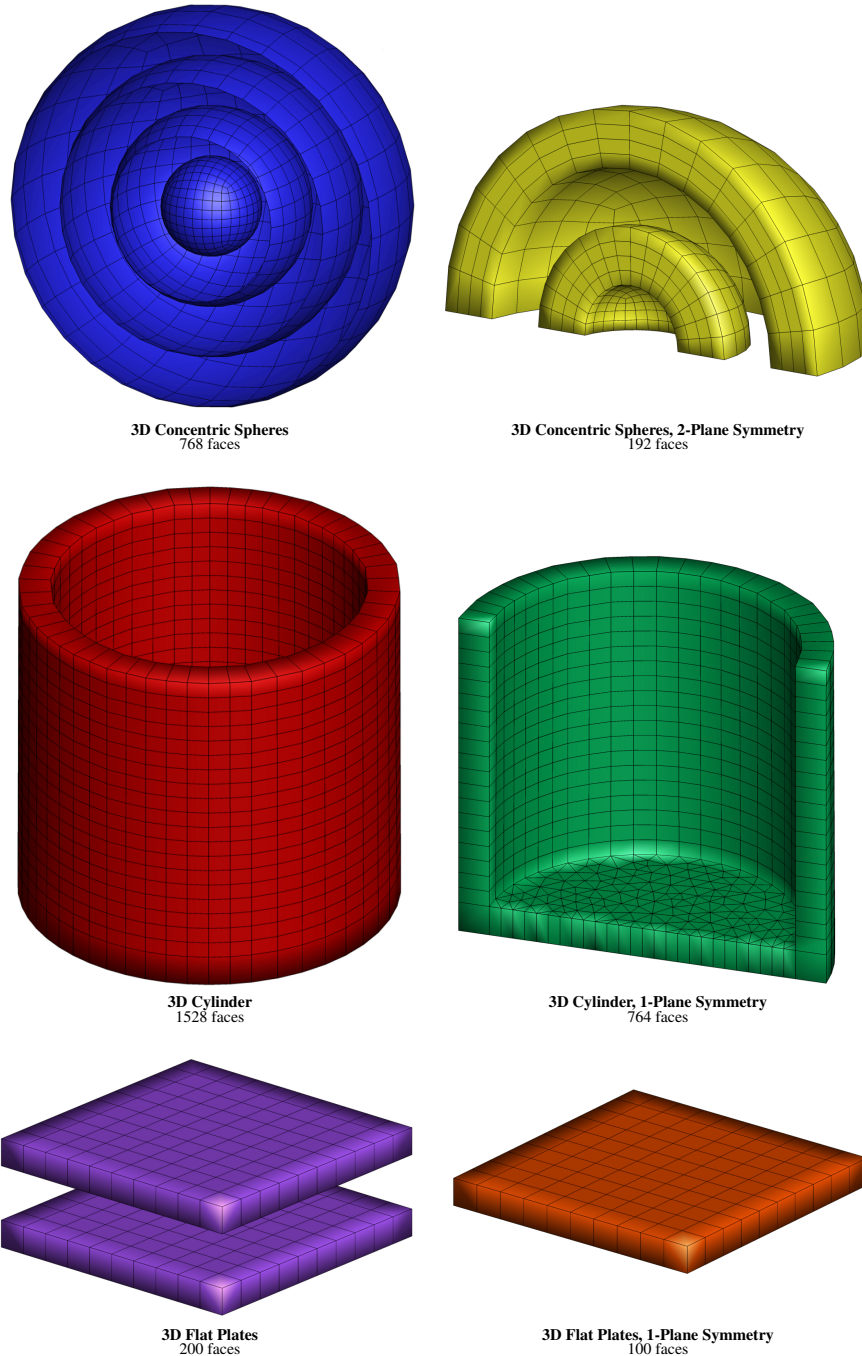 3D Concentric Spheres
768 faces
3D Concentric Spheres, 2-Plane Symmetry
192 faces
3D Cylinder
1528 faces
3D Cylinder, 1-Plane Symmetry
764 faces
3D Flat Plates
200 faces
3D Flat Plates, 1-Plane Symmetry
100 faces